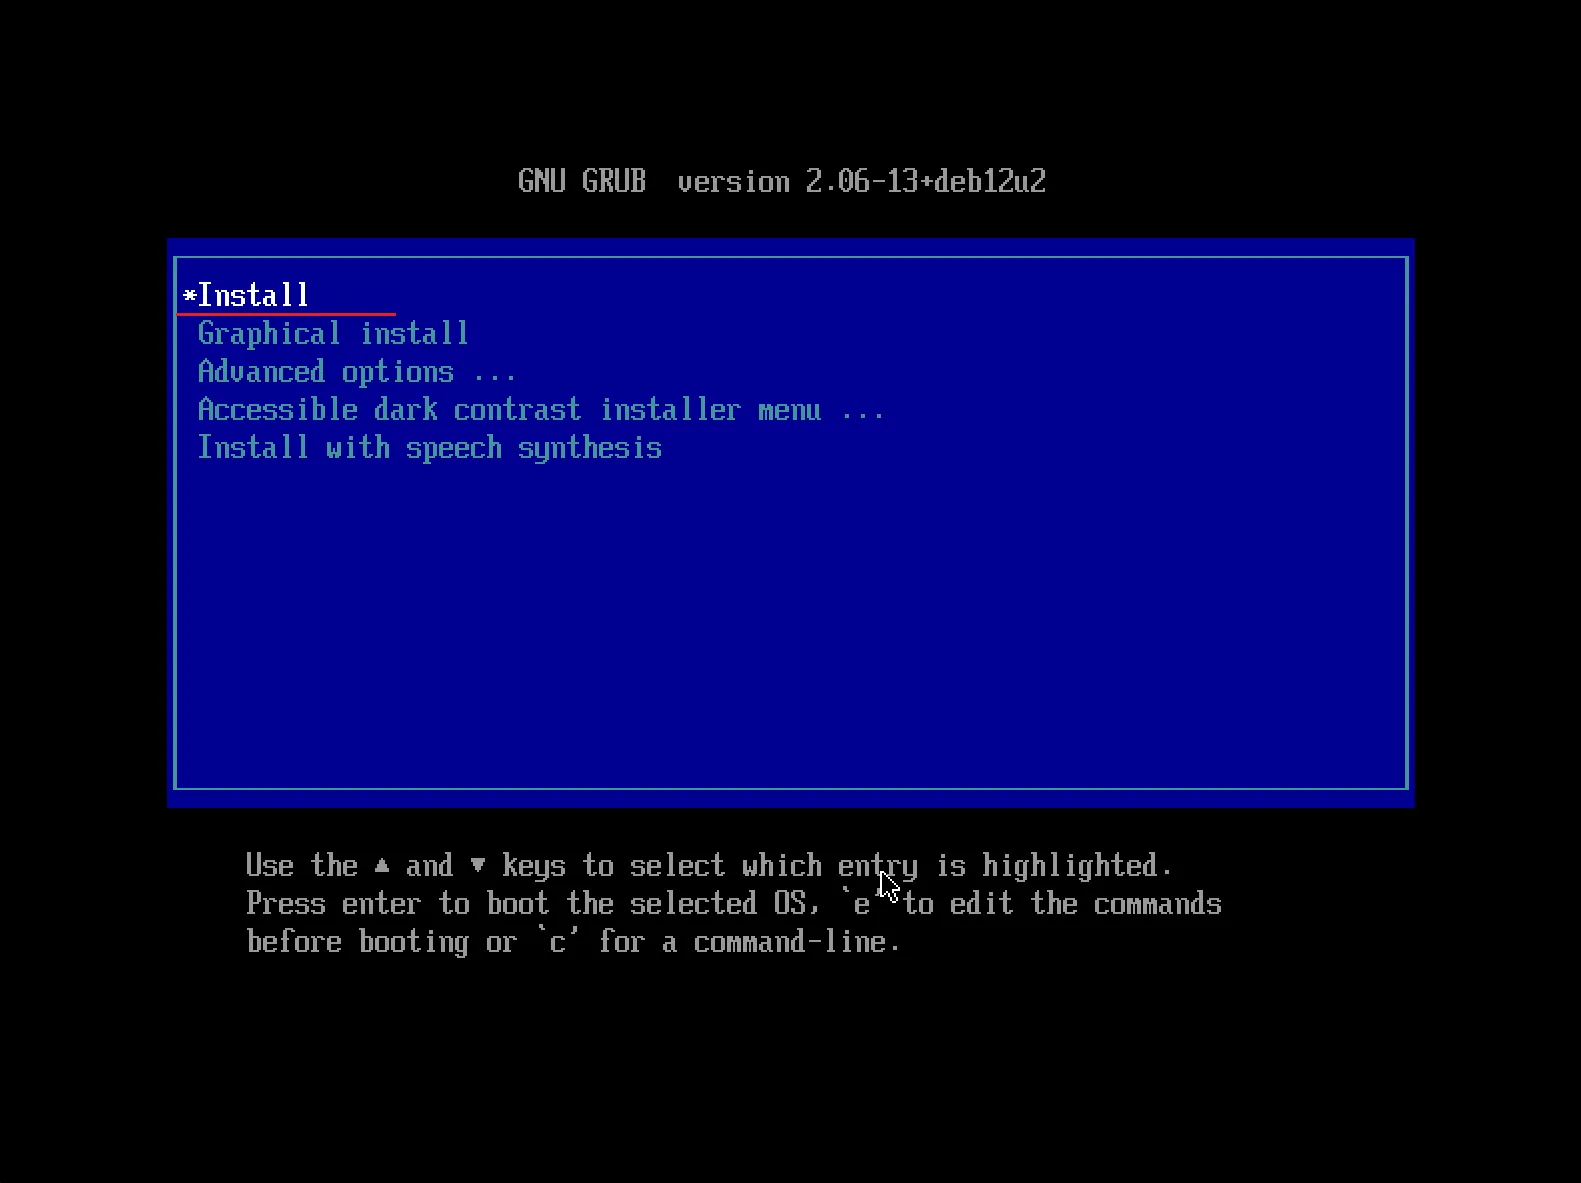 GNU GRUB  version 2.06-13+deb12u2
*Install
Graphical install
Advanced options ...
Accessible dark contrast installer menu ...
Install with speech synthesis
Use the ▲ and ▼ keys to select which entry is highlighted.
Press enter to boot the selected OS, `e' to edit the commands
before booting or `c' for a command-line.